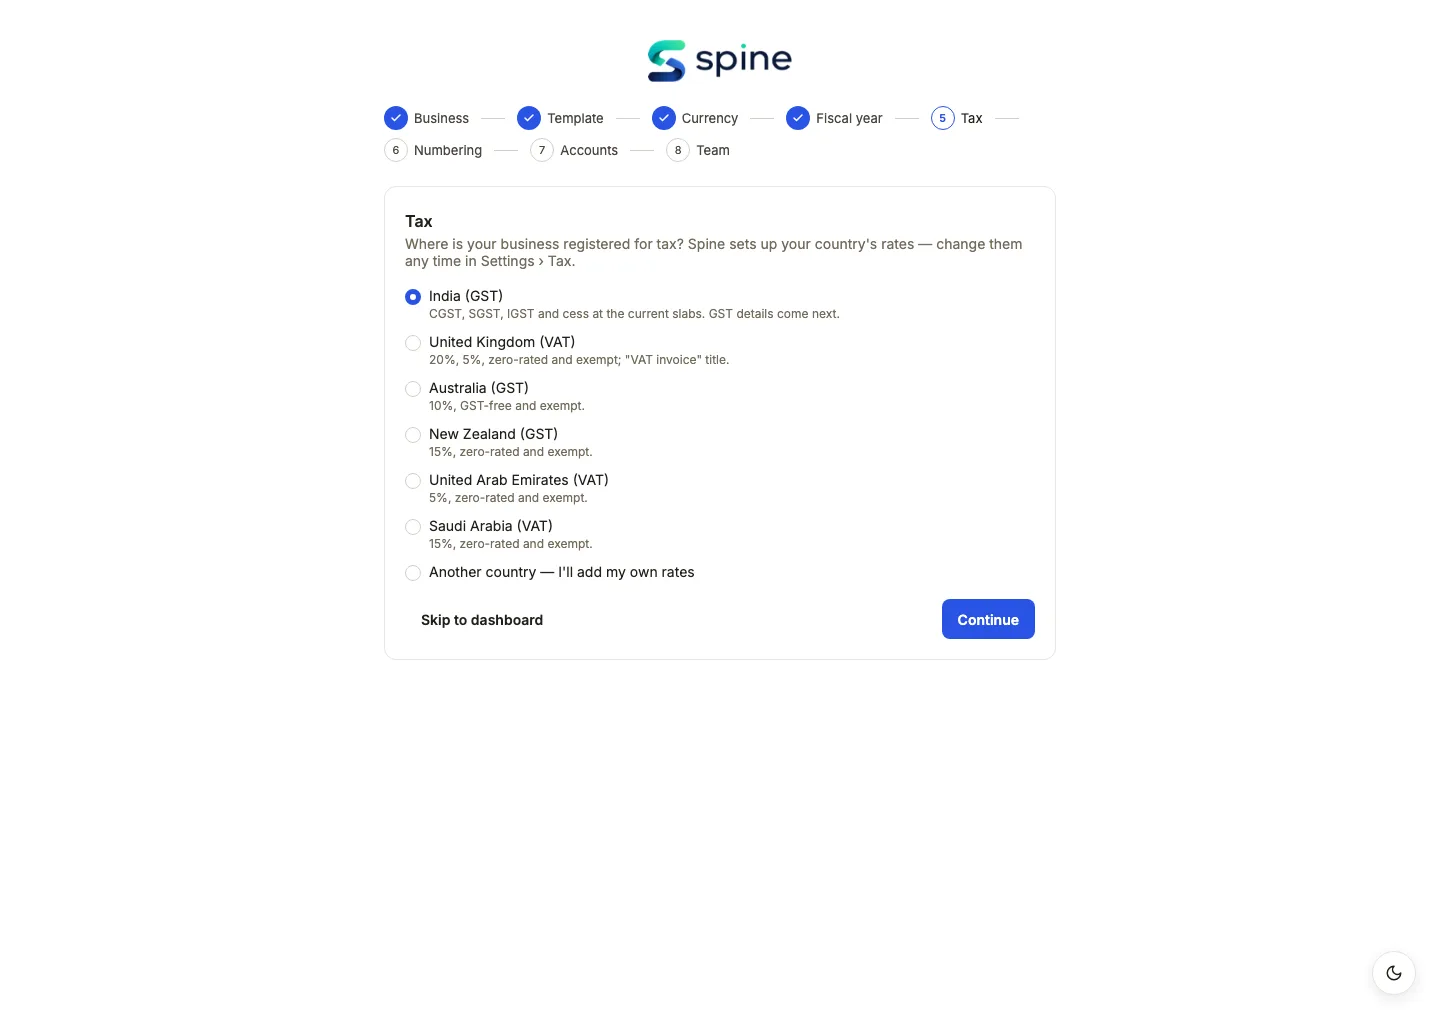 spine
Business
Template
Currency
Fiscal year
5 Tax
6 Numbering
7 Accounts
8 Team
Tax
Where is your business registered for tax? Spine sets up your country's rates — change them
any time in Settings › Tax.
India (GST)
CGST, SGST, IGST and cess at the current slabs. GST details come next.
United Kingdom (VAT)
20%, 5%, zero-rated and exempt; "VAT invoice" title.
Australia (GST)
10%, GST-free and exempt.
New Zealand (GST)
15%, zero-rated and exempt.
United Arab Emirates (VAT)
5%, zero-rated and exempt.
Saudi Arabia (VAT)
15%, zero-rated and exempt.
Another country — I'll add my own rates
Skip to dashboard
Continue